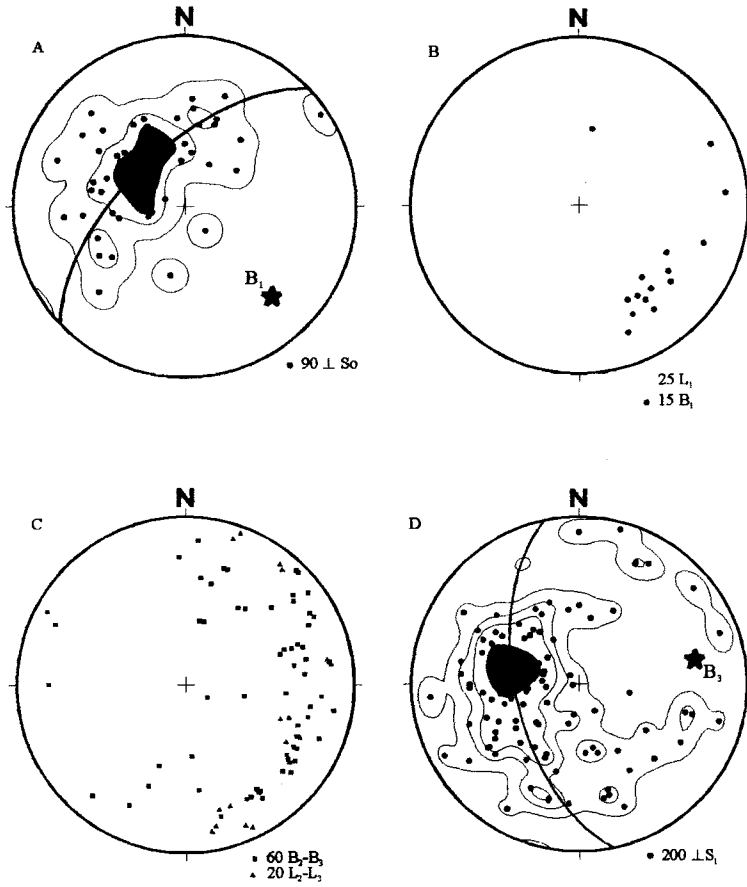 N
A
B₁
90 ⊥ So
N
B
25 L₁
15 B₁
N
C
60 B₂-B₃
20 L₂-L₃
N
D
B₃
200 ⊥S₁